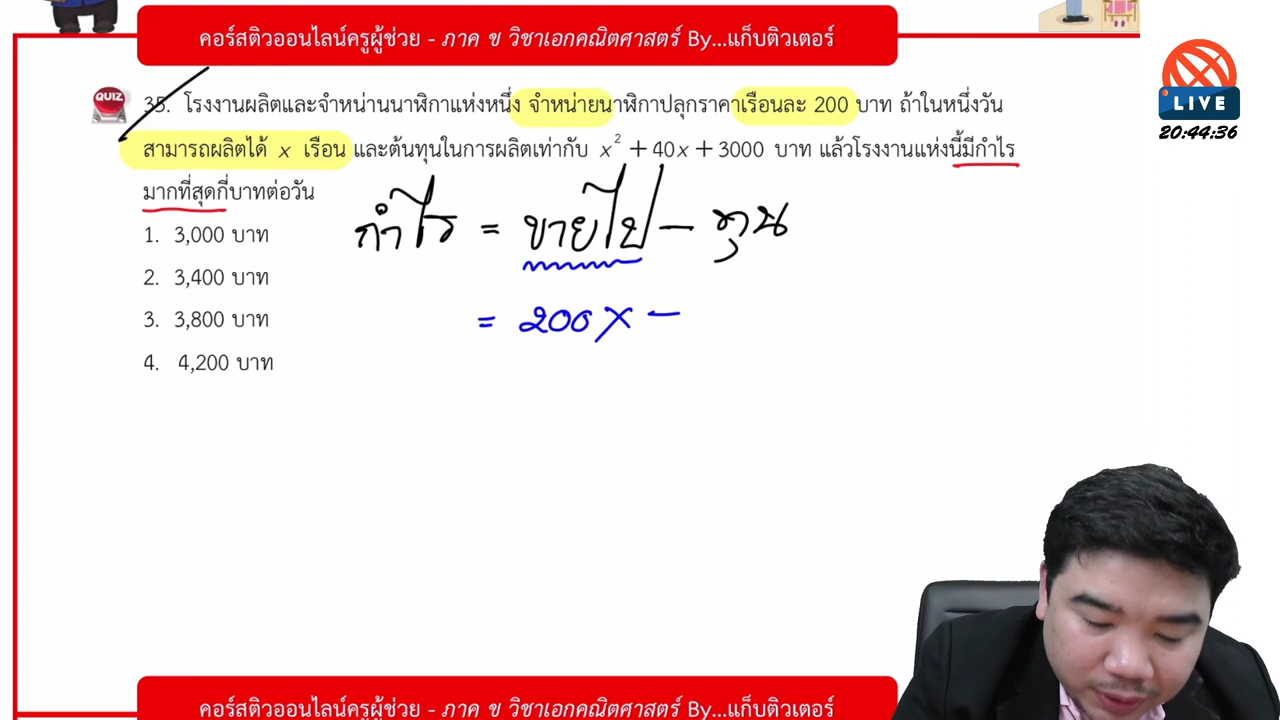 คอร์สติวออนไลน์ครูผู้ช่วย - ภาค ข วิชาเอกคณิตศาสตร์ By...แก็บติวเตอร์
LIVE
20:44:36
QUIZ
35. โรงงานผลิตและจำหน่านนาฬิกาแห่งหนึ่ง จำหน่ายนาฬิกาปลุกราคาเรือนละ 200 บาท ถ้าในหนึ่งวัน
สามารถผลิตได้ x เรือน และต้นทุนในการผลิตเท่ากับ x² + 40x + 3000 บาท แล้วโรงงานแห่งนี้มีกำไร
มากที่สุดกี่บาทต่อวัน
กำไร = ขายไป - ทุน
1. 3,000 บาท
2. 3,400 บาท
= 200x -
3. 3,800 บาท
4. 4,200 บาท
คอร์สติวออนไลน์ครูผู้ช่วย - ภาค ข วิชาเอกคณิตศาสตร์ By...แก็บติวเตอร์